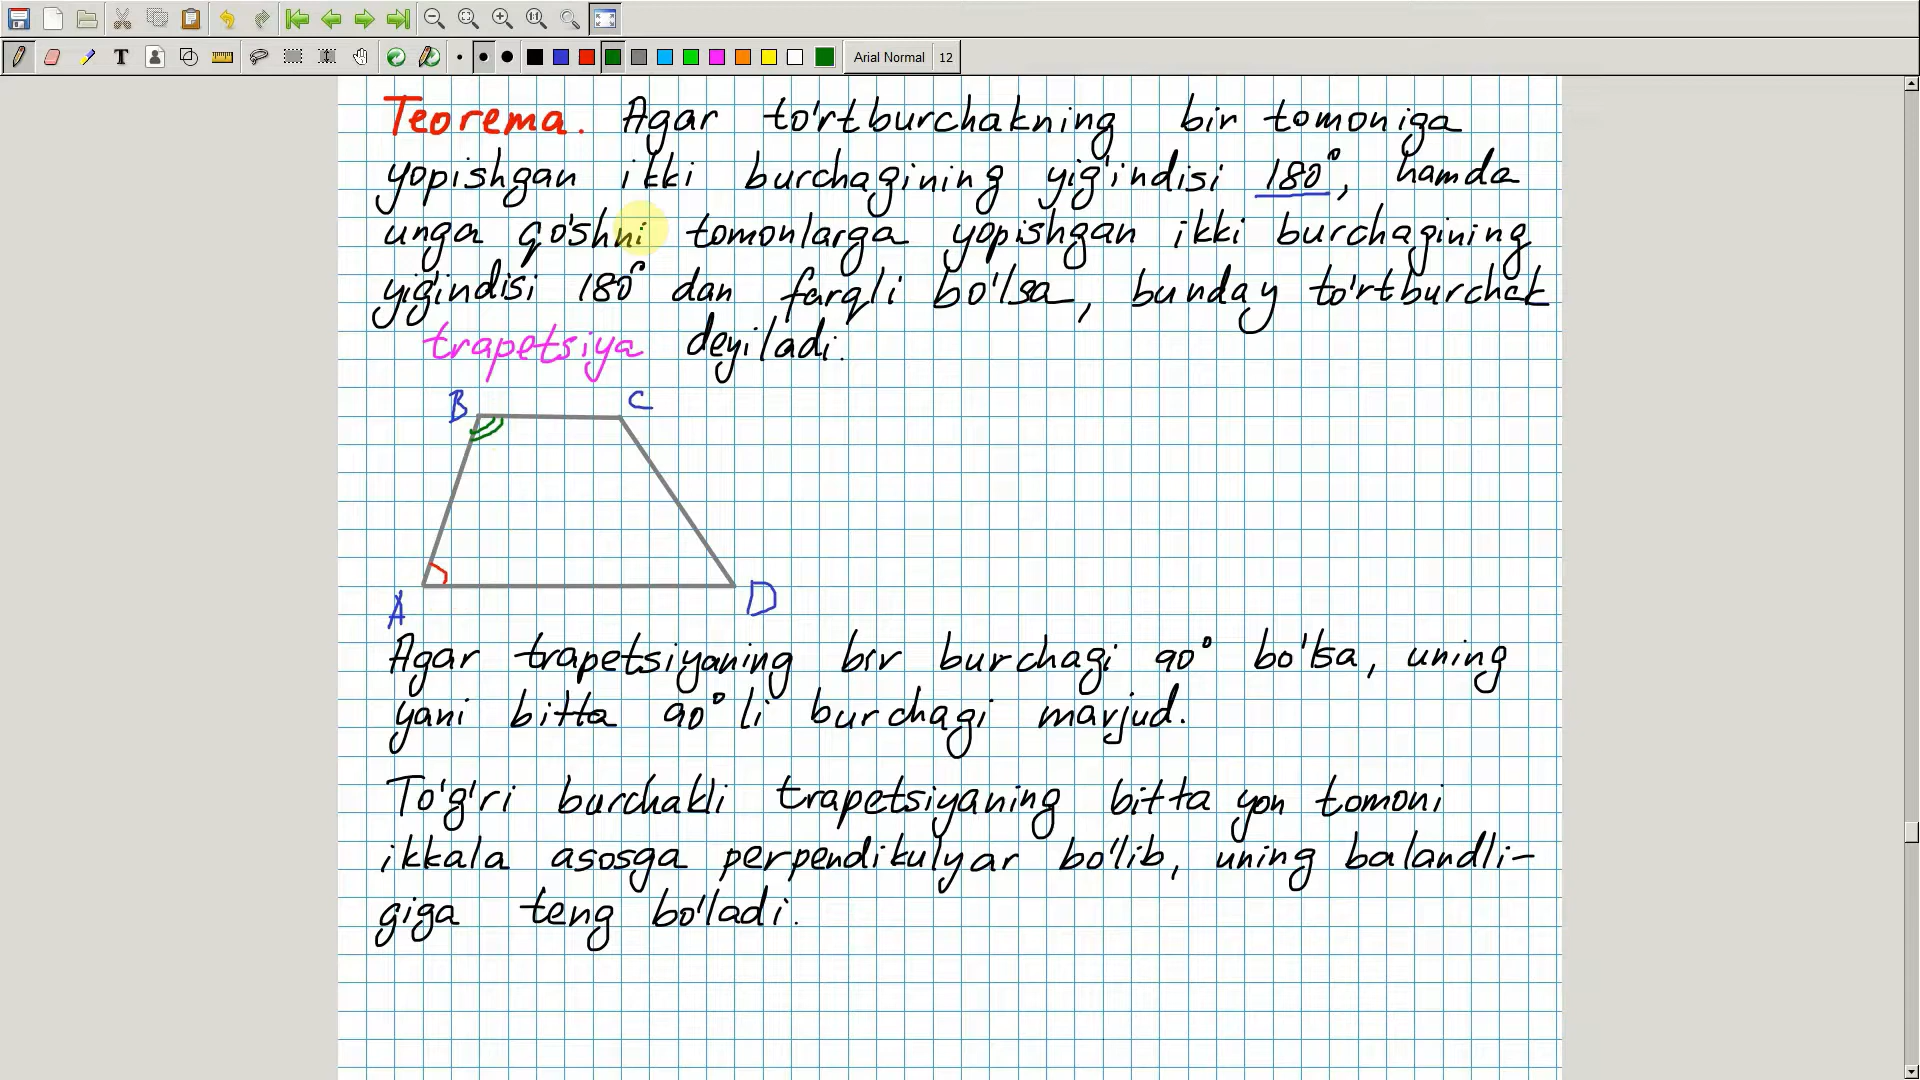 T
1:1
Arial Normal 12
Teorema. Agar to'rtburchakning bir tomoniga
yopishgan ikki burchagining yig'indisi 180°, hamda
unga qo'shni tomonlarga yopishgan ikki burchagining
yig'indisi 180° dan farqli bo'lsa, bunday to'rtburchak
trapetsiya deyiladi.
B C
A D
Agar trapetsiyaning bir burchagi 90° bo'lsa, uning
yani bitta 90° li burchagi mavjud.
To'g'ri burchakli trapetsiyaning bitta yon tomoni
ikkala asosga perpendikulyar bo'lib, uning balandli-
giga teng bo'ladi.